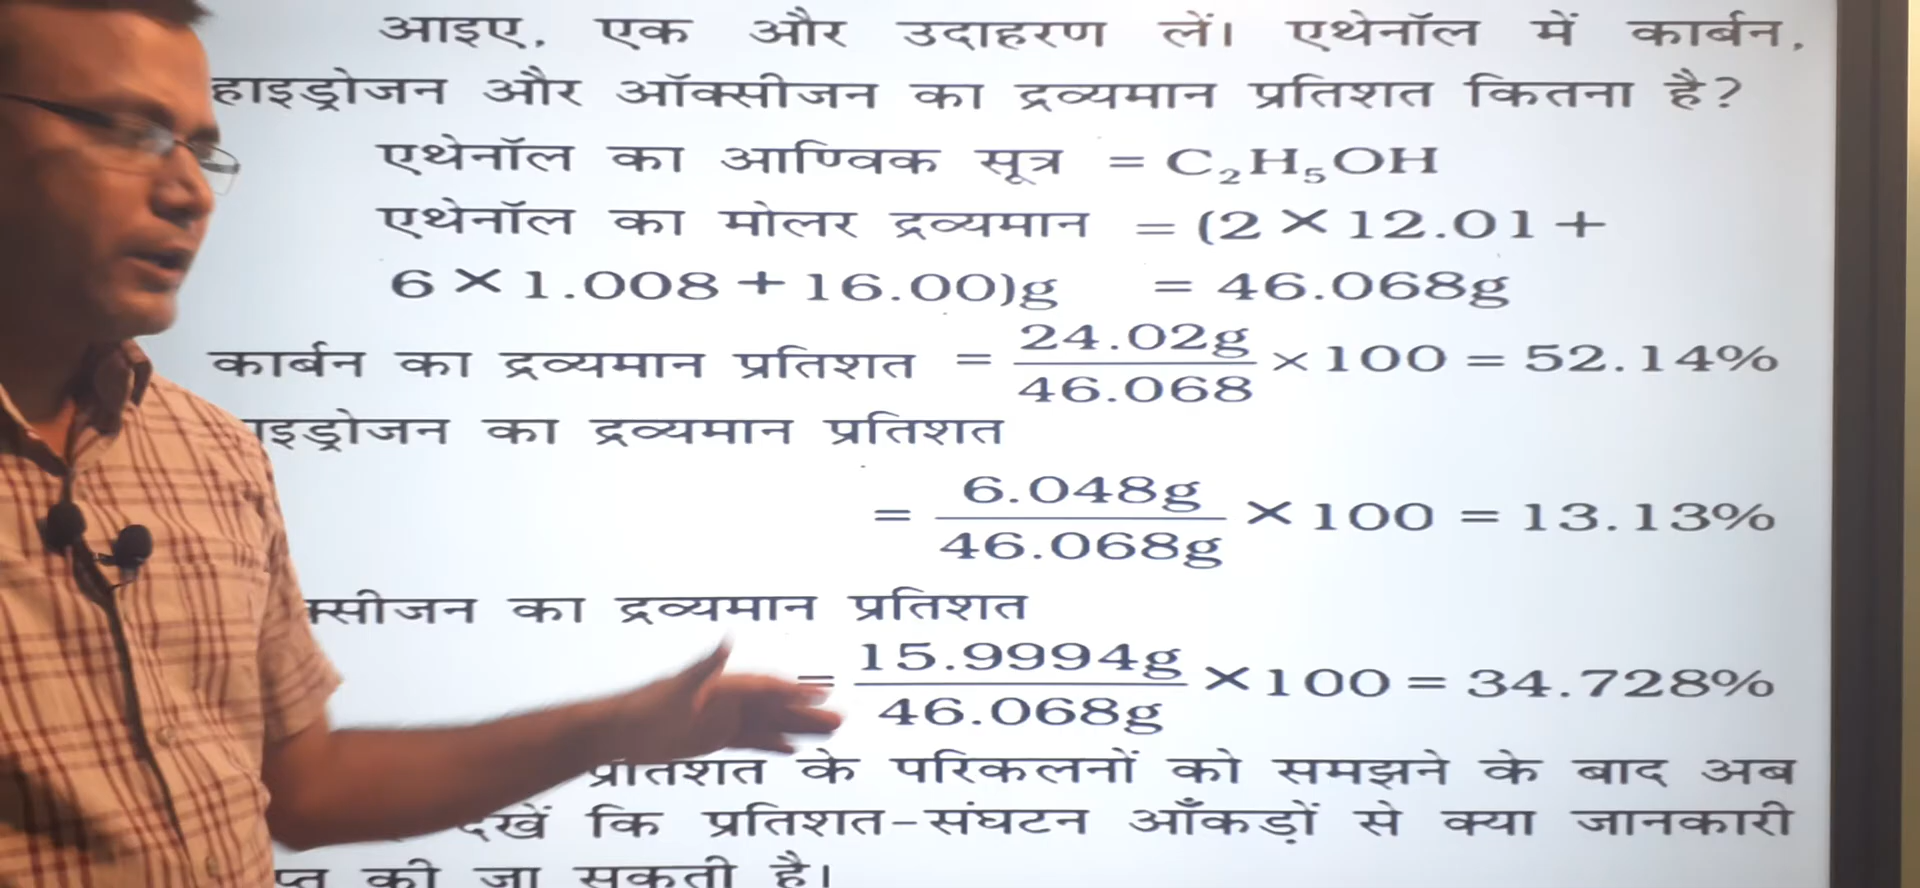 आइए, एक और उदाहरण लें। एथेनॉल में कार्बन,
हाइड्रोजन और ऑक्सीजन का द्रव्यमान प्रतिशत कितना है?
एथेनॉल का आण्विक सूत्र = C₂H₅OH
एथेनॉल का मोलर द्रव्यमान = (2 × 12.01 +
6 × 1.008 + 16.00)g = 46.068g
कार्बन का द्रव्यमान प्रतिशत = 24.02g / 46.068 × 100 = 52.14%
ाइड्रोजन का द्रव्यमान प्रतिशत
= 6.048g / 46.068g × 100 = 13.13%
क्सीजन का द्रव्यमान प्रतिशत
= 15.9994g / 46.068g × 100 = 34.728%
प्रतिशत के परिकलनों को समझने के बाद अब
देखें कि प्रतिशत-संघटन आँकड़ों से क्या जानकारी
प्त की जा सकती है।